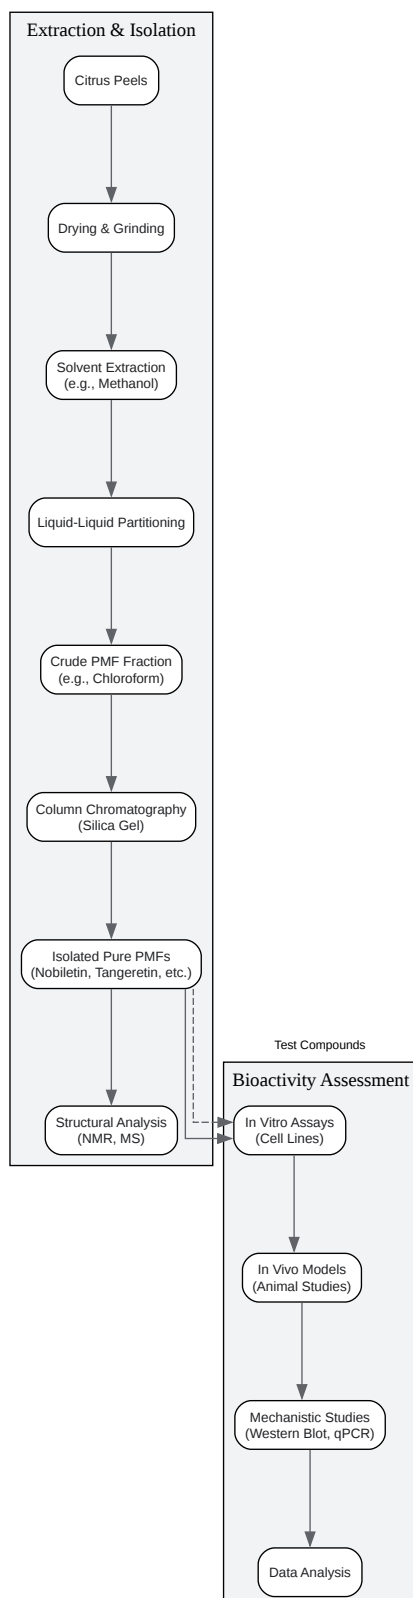 Extraction & Isolation
Citrus Peels
Drying & Grinding
Solvent Extraction
(e.g., Methanol)
Liquid-Liquid Partitioning
Crude PMF Fraction
(e.g., Chloroform)
Column Chromatography
(Silica Gel)
Isolated Pure PMFs
(Nobiletin, Tangeretin, etc.)
Structural Analysis
(NMR, MS)
Test Compounds
Bioactivity Assessment
In Vitro Assays
(Cell Lines)
In Vivo Models
(Animal Studies)
Mechanistic Studies
(Western Blot, qPCR)
Data Analysis